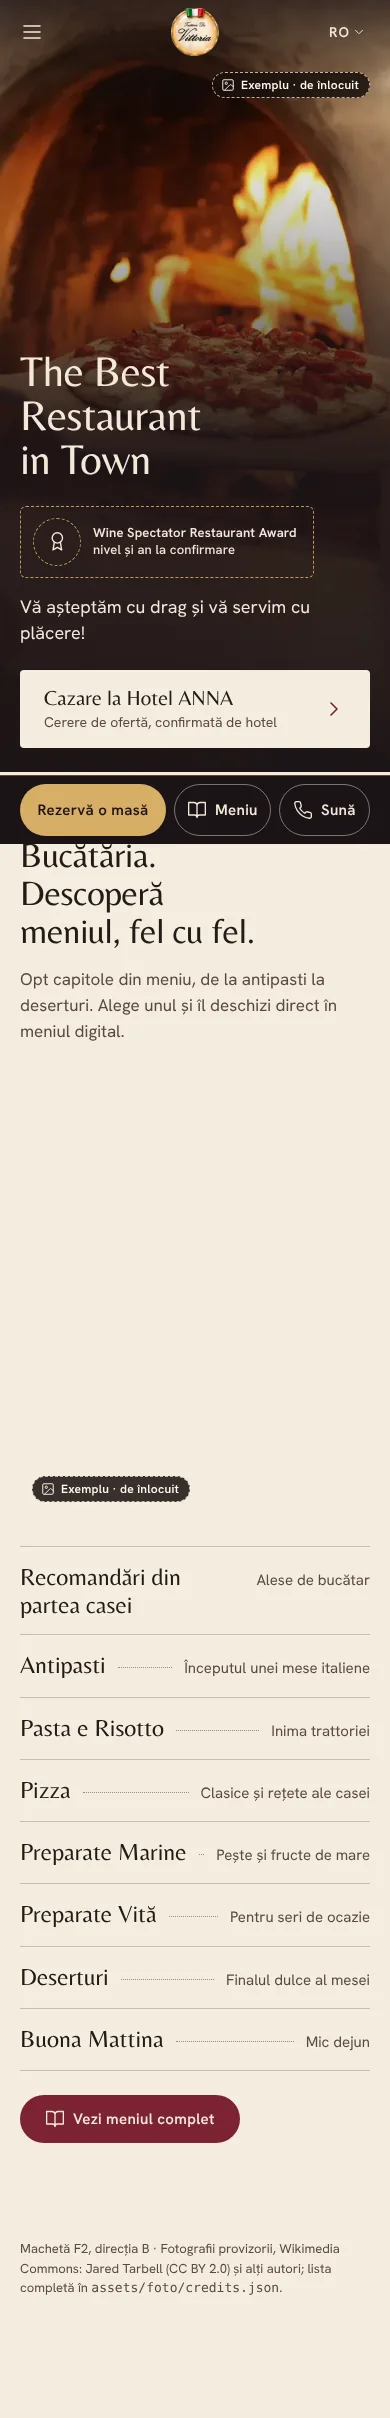 Trattoria Da
Vittoria
RO
Exemplu · de înlocuit
The Best
Restaurant
in Town
Wine Spectator Restaurant Award
nivel și an la confirmare
Vă așteptăm cu drag și vă servim cu
plăcere!
Cazare la Hotel ANNA
Cerere de ofertă, confirmată de hotel
Rezervă o masă
Meniu
Sună
Bucătăria.
Descoperă
meniul, fel cu fel.
Opt capitole din meniu, de la antipasti la
deserturi. Alege unul și îl deschizi direct în
meniul digital.
Exemplu · de înlocuit
Recomandări din
partea casei
Alese de bucătar
Antipasti
Începutul unei mese italiene
Pasta e Risotto
Inima trattoriei
Pizza
Clasice și rețete ale casei
Preparate Marine
Pește și fructe de mare
Preparate Vită
Pentru seri de ocazie
Deserturi
Finalul dulce al mesei
Buona Mattina
Mic dejun
Vezi meniul complet
Machetă F2, direcția B · Fotografii provizorii, Wikimedia
Commons: Jared Tarbell (CC BY 2.0) și alți autori; lista
completă în assets/foto/credits.json.